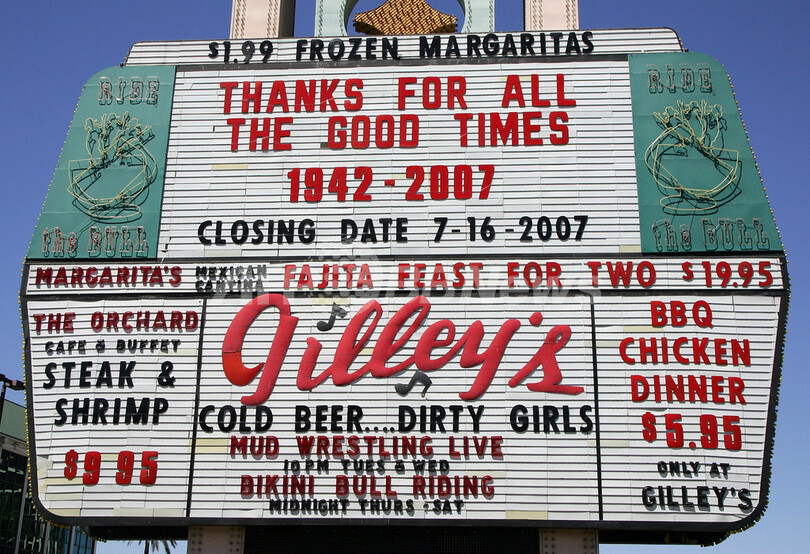 $1.99 FROZEN MARGARITAS
RIDE
the BULL
THANKS FOR ALL
THE GOOD TIMES
1942-2007
CLOSING DATE 7-16-2007
RIDE
the BULL
MARGARITA'S MEXICAN CANTINA FAJITA FEAST FOR TWO $19.95
THE ORCHARD
CAFE & BUFFET
STEAK &
SHRIMP
$9.95
Gilley's
COLD BEER....DIRTY GIRLS
MUD WRESTLING LIVE
10PM TUES & WED
BIKINI BULL RIDING
MIDNIGHT THURS-SAT
BBQ
CHICKEN
DINNER
$5.95
ONLY AT
GILLEY'S